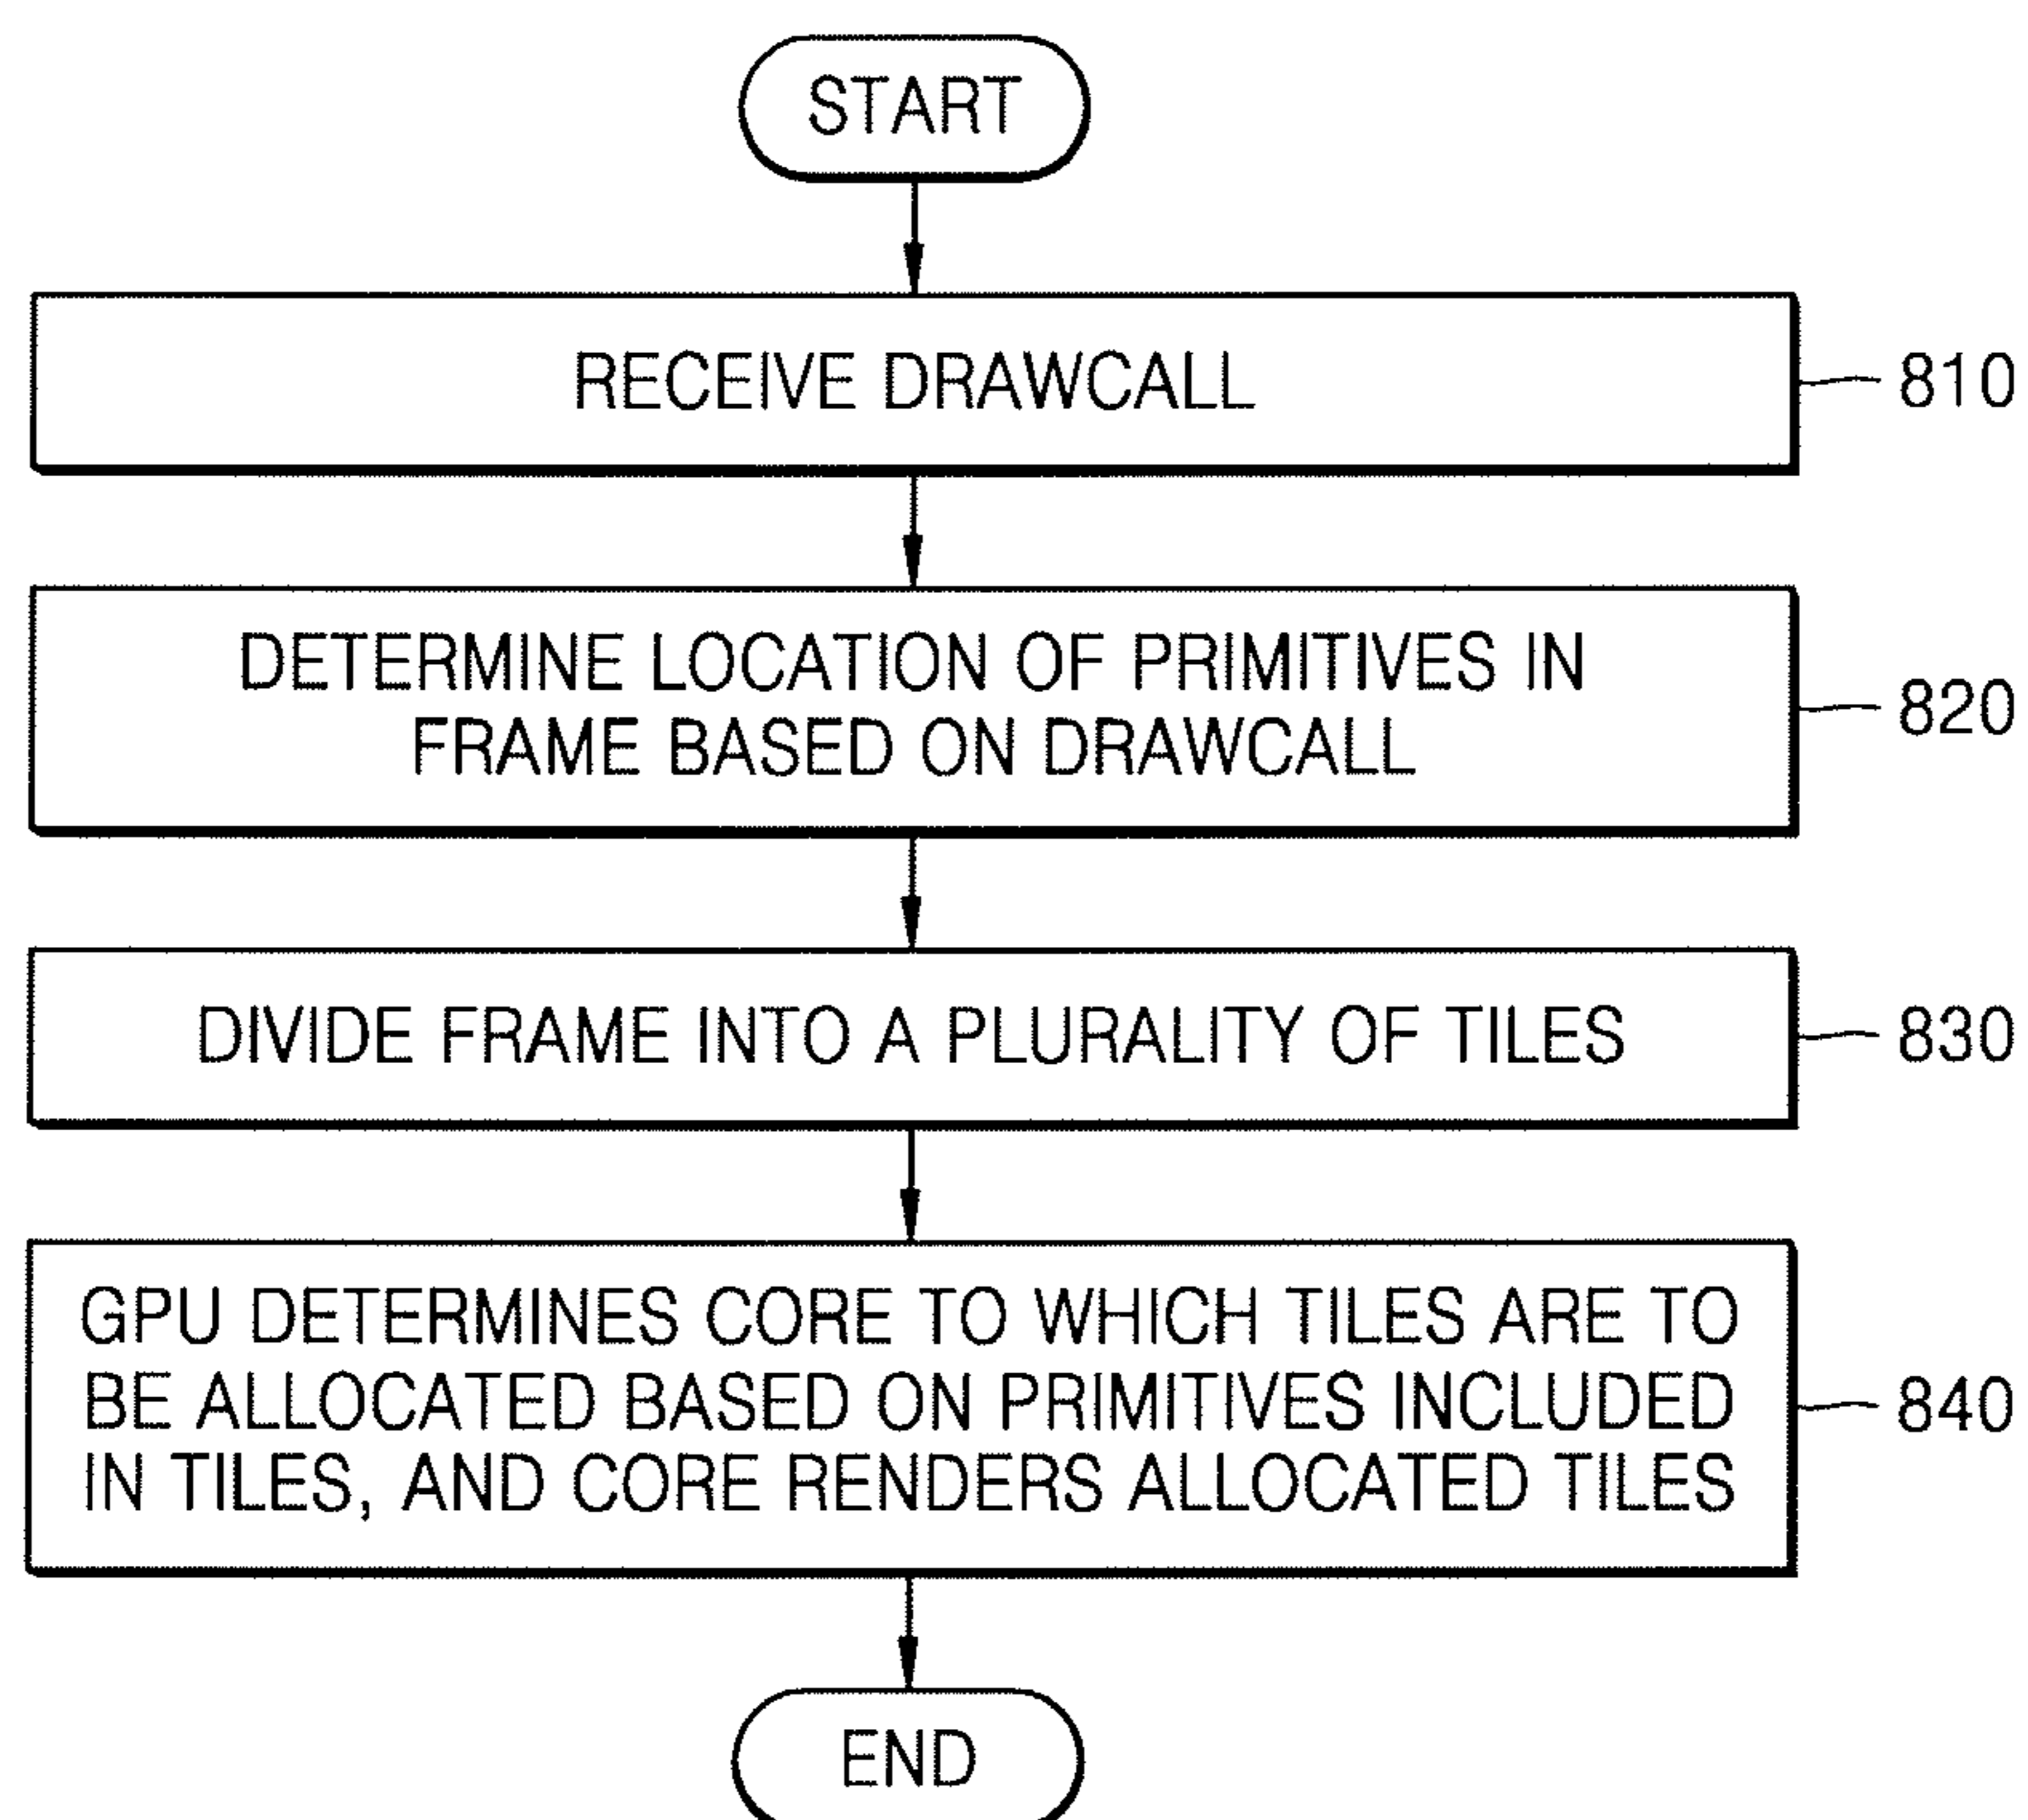 START
RECEIVE DRAWCALL
810
DETERMINE LOCATION OF PRIMITIVES IN
FRAME BASED ON DRAWCALL
820
DIVIDE FRAME INTO A PLURALITY OF TILES
830
GPU DETERMINES CORE TO WHICH TILES ARE TO
BE ALLOCATED BASED ON PRIMITIVES INCLUDED
IN TILES, AND CORE RENDERS ALLOCATED TILES
840
END